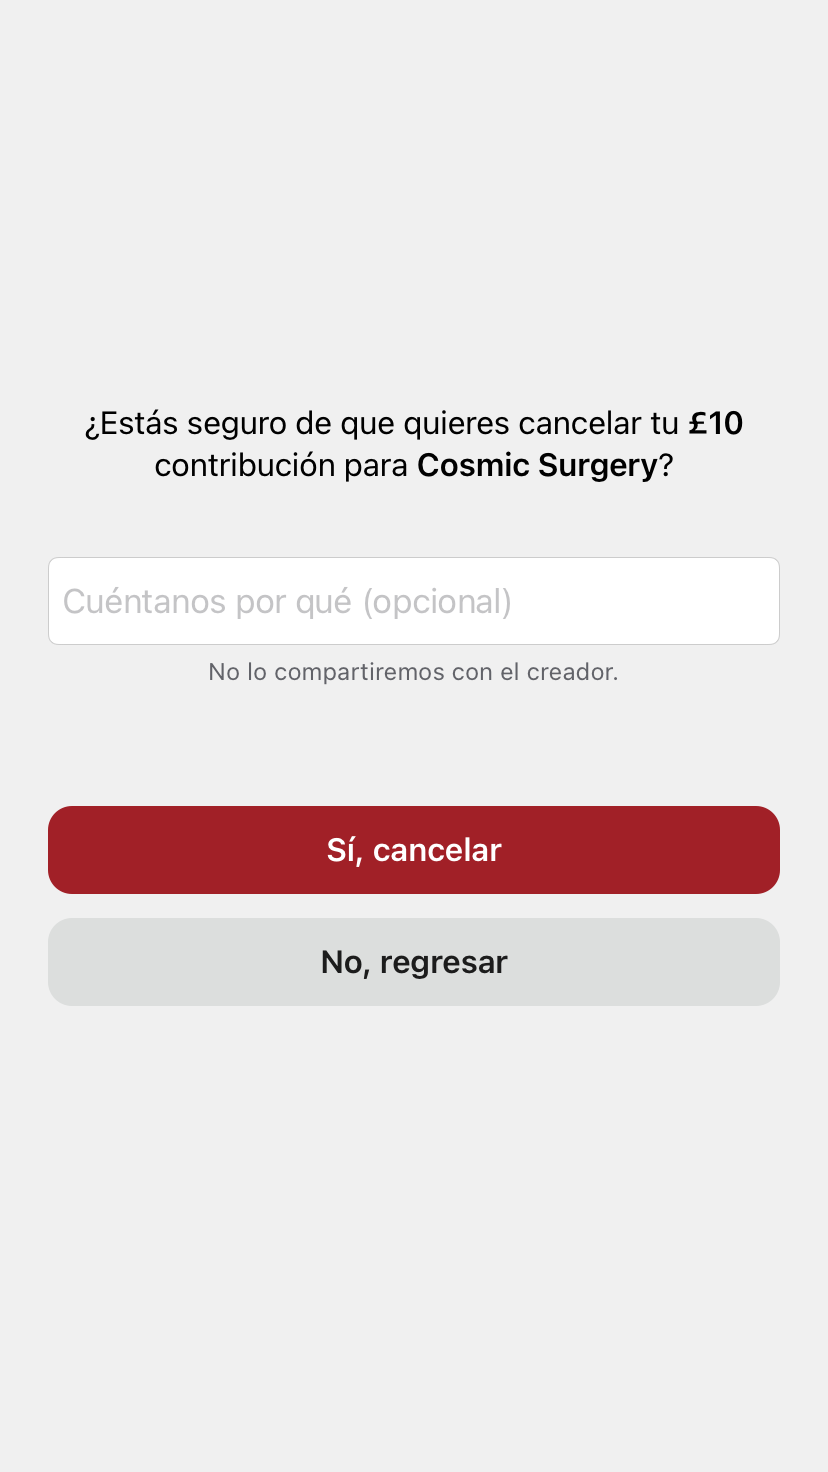 ¿Estás seguro de que quieres cancelar tu £10
contribución para Cosmic Surgery?
Cuéntanos por qué (opcional)
No lo compartiremos con el creador.
Sí, cancelar
No, regresar